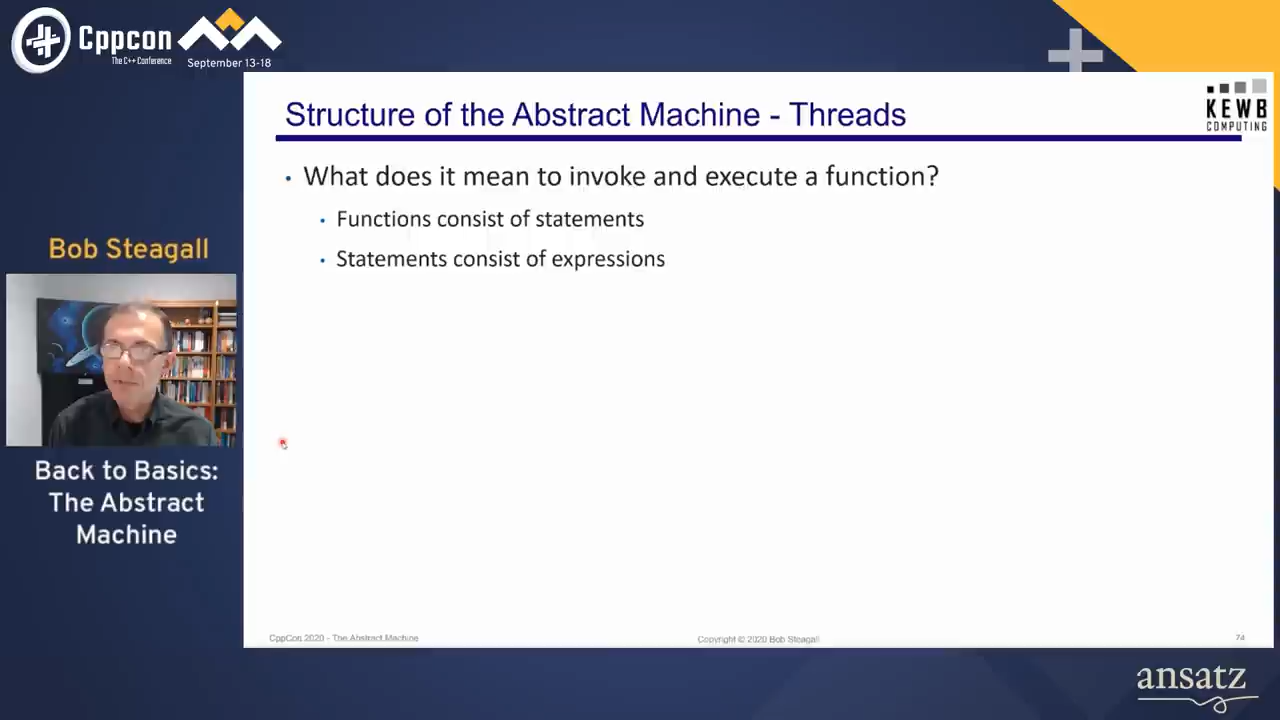 Cppcon
The C++ Conference
September 13-18
Structure of the Abstract Machine - Threads
KEWB
COMPUTING
• What does it mean to invoke and execute a function?
• Functions consist of statements
• Statements consist of expressions
Bob Steagall
Back to Basics:
The Abstract
Machine
CppCon 2020 - The Abstract Machine
Copyright © 2020 Bob Steagall
74
ansatz